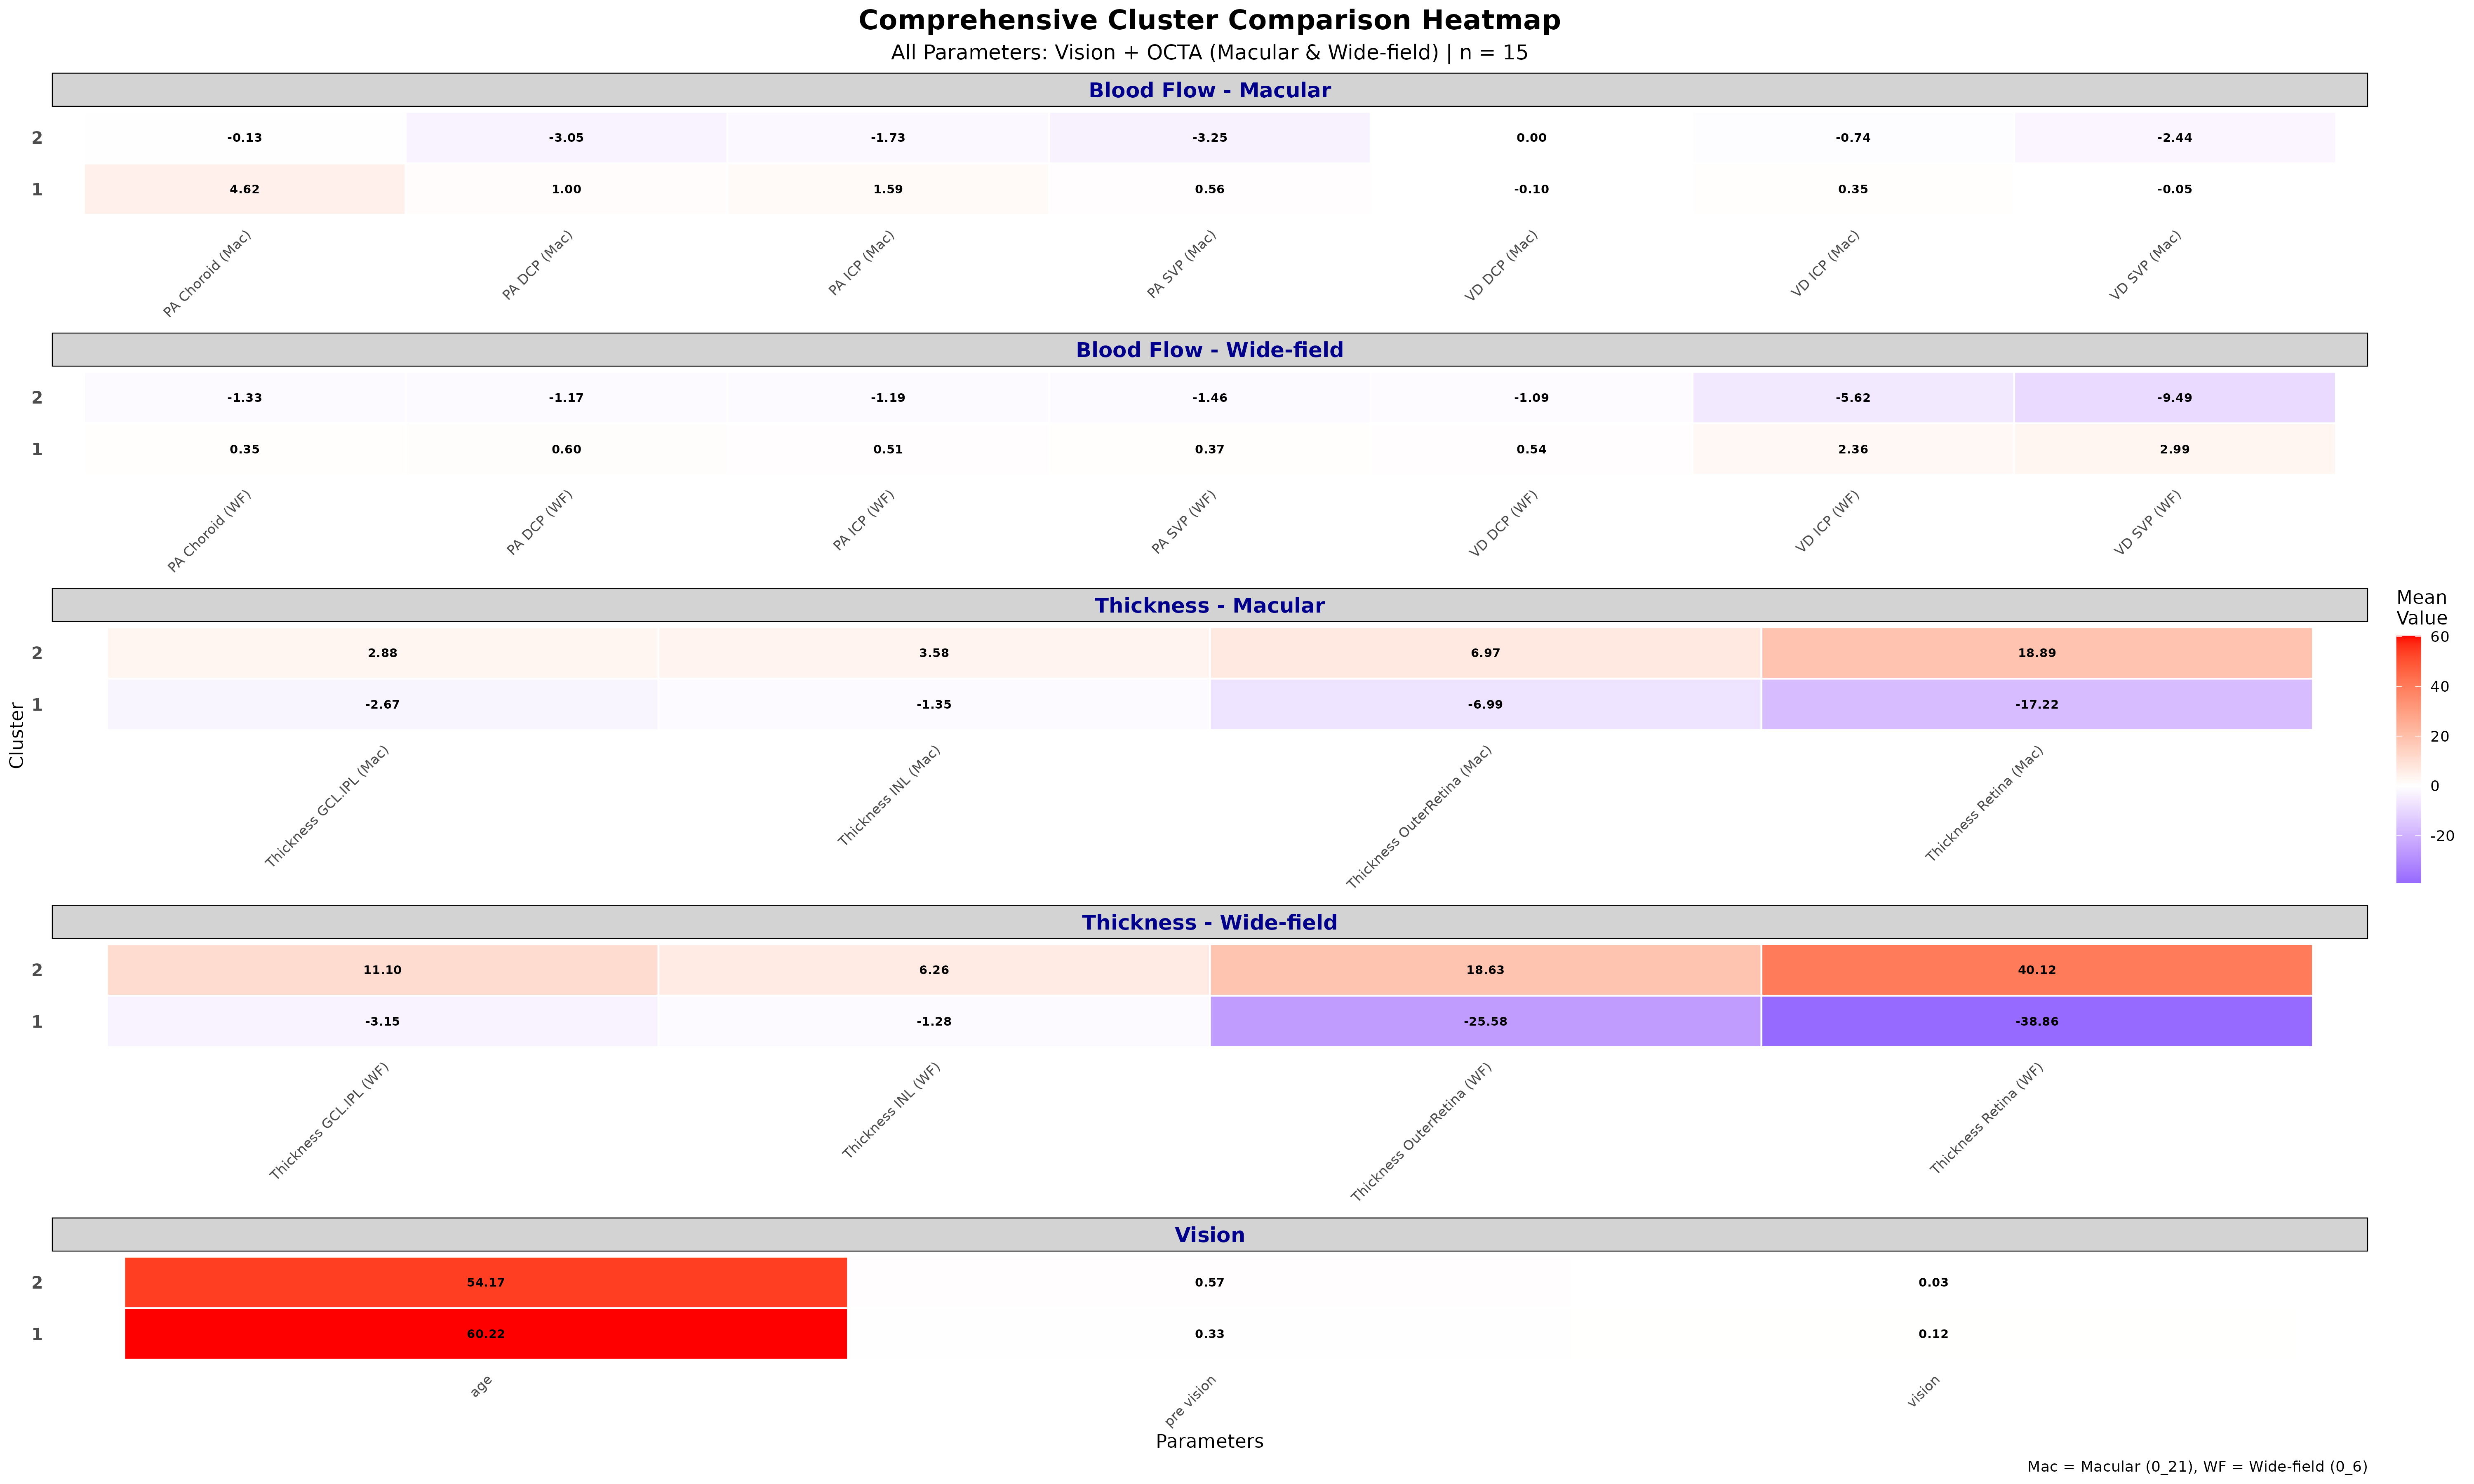 Comprehensive Cluster Comparison Heatmap
All Parameters: Vision + OCTA (Macular & Wide-field) | n = 15
Blood Flow - Macular
2 -0.13 -3.05 -1.73 -3.25 0.00 -0.74 -2.44
1 4.62 1.00 1.59 0.56 -0.10 0.35 -0.05
PA Choroid (Mac) PA DCP (Mac) PA ICP (Mac) PA SVP (Mac) VD DCP (Mac) VD ICP (Mac) VD SVP (Mac)
Blood Flow - Wide-field
2 -1.33 -1.17 -1.19 -1.46 -1.09 -5.62 -9.49
1 0.35 0.60 0.51 0.37 0.54 2.36 2.99
PA Choroid (WF) PA DCP (WF) PA ICP (WF) PA SVP (WF) VD DCP (WF) VD ICP (WF) VD SVP (WF)
Thickness - Macular
2 2.88 3.58 6.97 18.89
1 -2.67 -1.35 -6.99 -17.22
Thickness GCL.IPL (Mac) Thickness INL (Mac) Thickness OuterRetina (Mac) Thickness Retina (Mac)
Thickness - Wide-field
2 11.10 6.26 18.63 40.12
1 -3.15 -1.28 -25.58 -38.86
Thickness GCL.IPL (WF) Thickness INL (WF) Thickness OuterRetina (WF) Thickness Retina (WF)
Vision
2 54.17 0.57 0.03
1 60.22 0.33 0.12
age pre vision vision
Parameters
Cluster
Mean
Value
60
40
20
0
-20
Mac = Macular (0_21), WF = Wide-field (0_6)